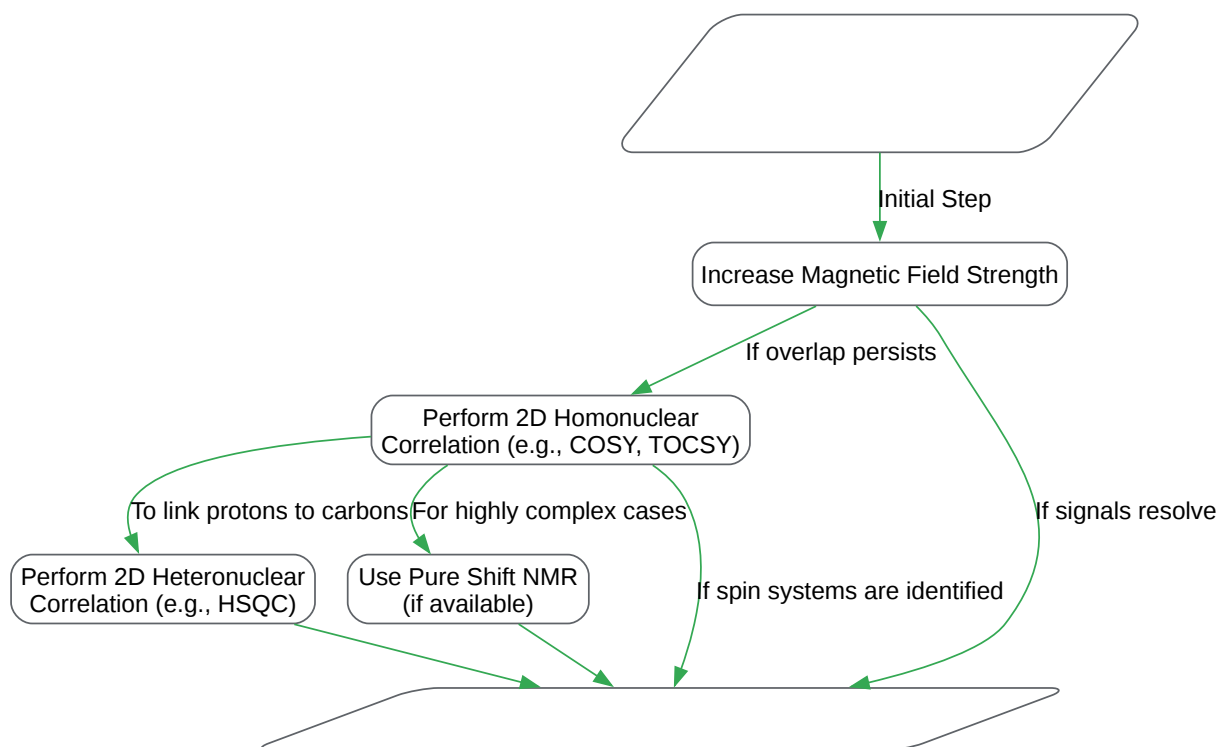 Initial Step
Increase Magnetic Field Strength
If overlap persists
Perform 2D Homonuclear
Correlation (e.g., COSY, TOCSY)
To link protons to carbons
For highly complex cases
If signals resolve
Perform 2D Heteronuclear
Correlation (e.g., HSQC)
Use Pure Shift NMR
(if available)
If spin systems are identified